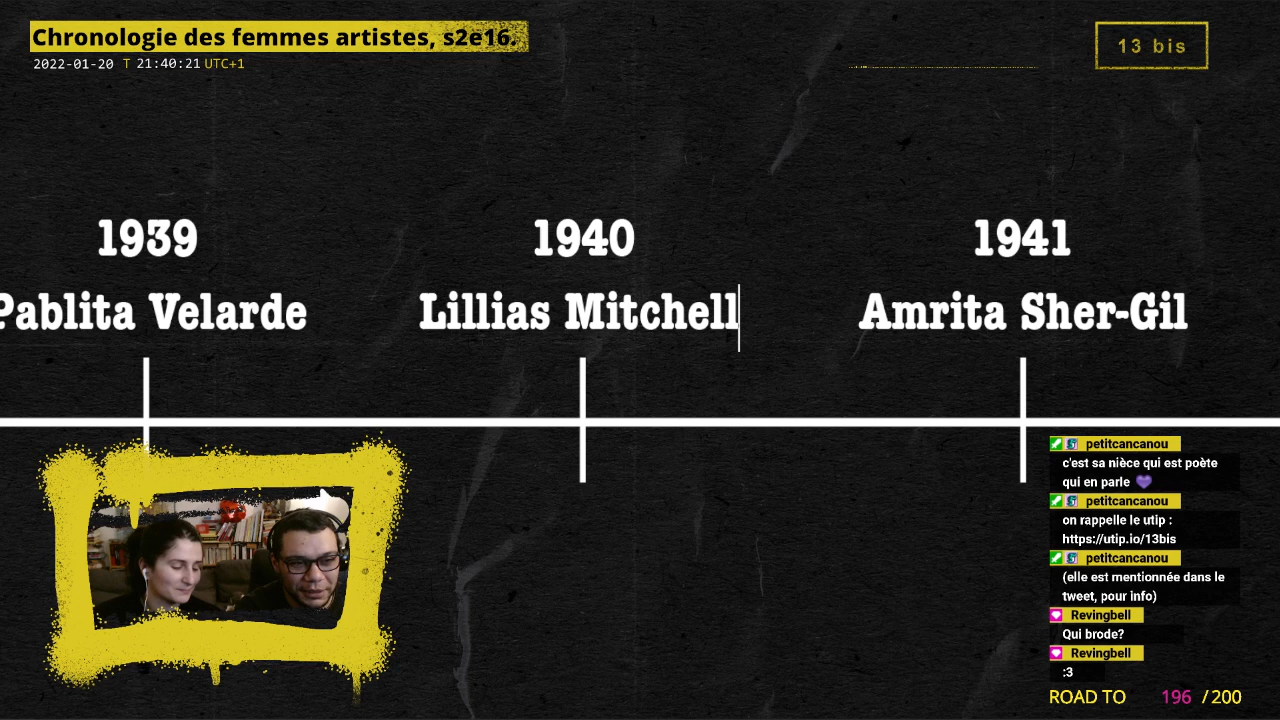 Chronologie des femmes artistes, s2e16.
2022-01-20 T 21:40:21 UTC+1
13 bis
1939
1940
1941
Pablita Velarde
Lillias Mitchell
Amrita Sher-Gil
petitcancanou
c'est sa nièce qui est poète
qui en parle 💜
petitcancanou
on rappelle le utip :
https://utip.io/13bis
petitcancanou
(elle est mentionnée dans le
tweet, pour info)
Revingbell
Qui brode?
Revingbell
:3
ROAD TO 196 / 200